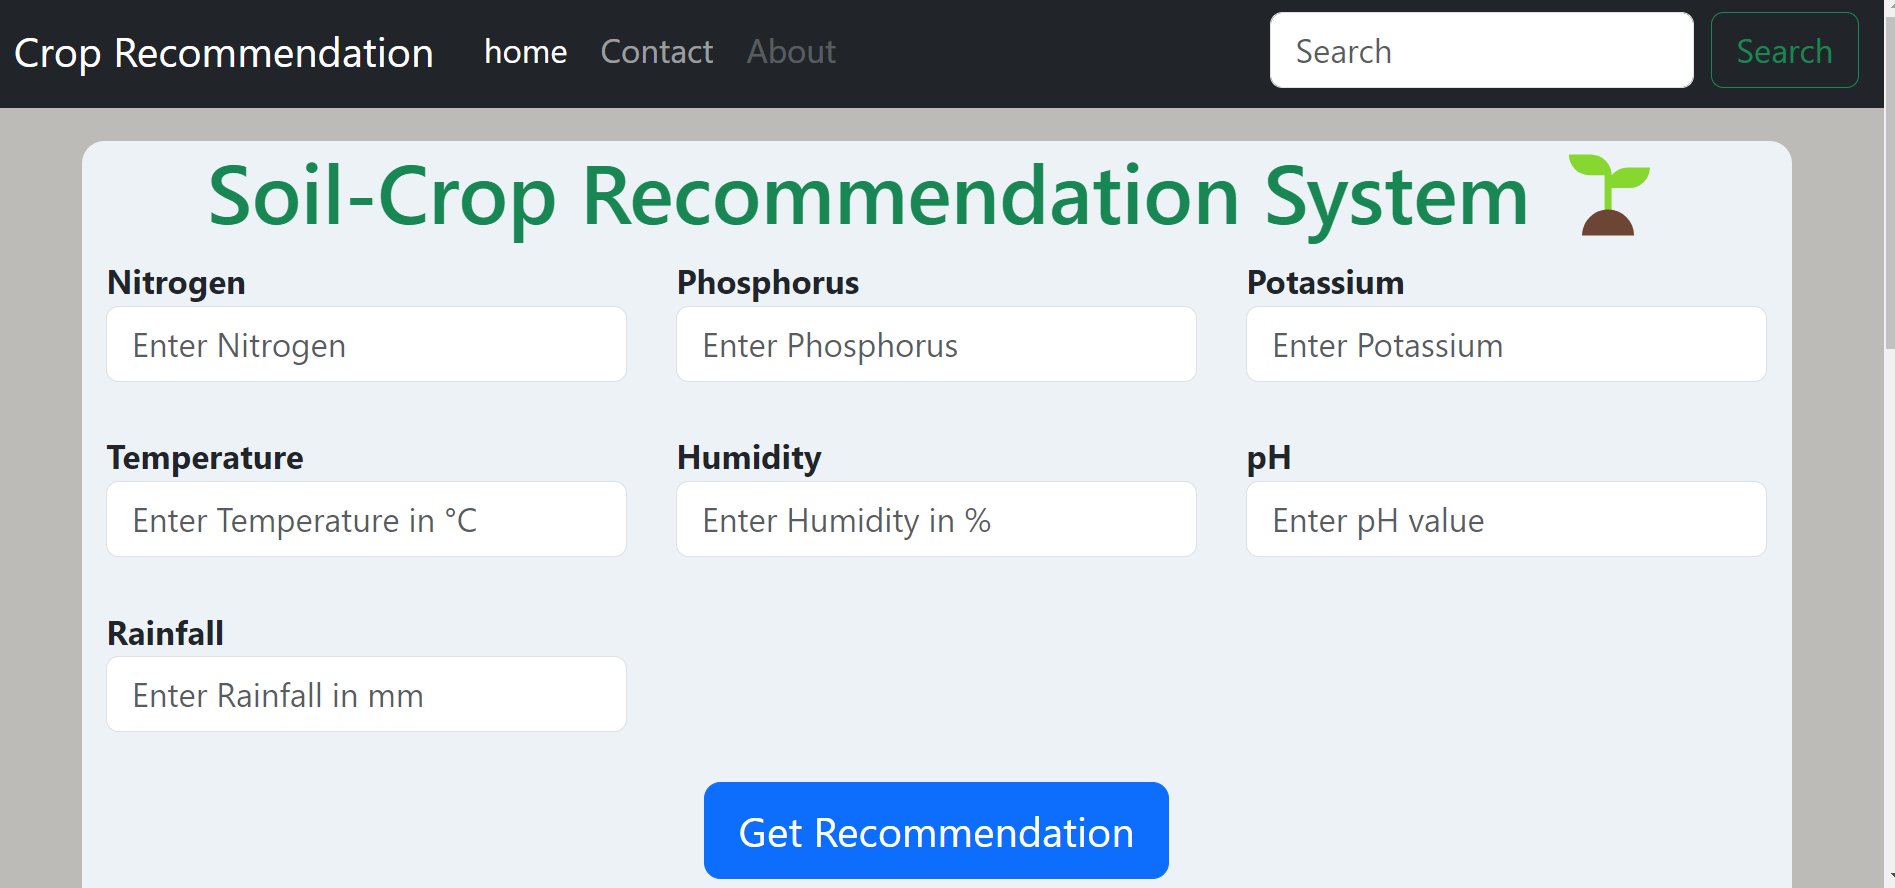 Crop Recommendation home Contact About Search Search
Soil-Crop Recommendation System
Nitrogen Phosphorus Potassium
Enter Nitrogen Enter Phosphorus Enter Potassium
Temperature Humidity pH
Enter Temperature in °C Enter Humidity in % Enter pH value
Rainfall
Enter Rainfall in mm
Get Recommendation